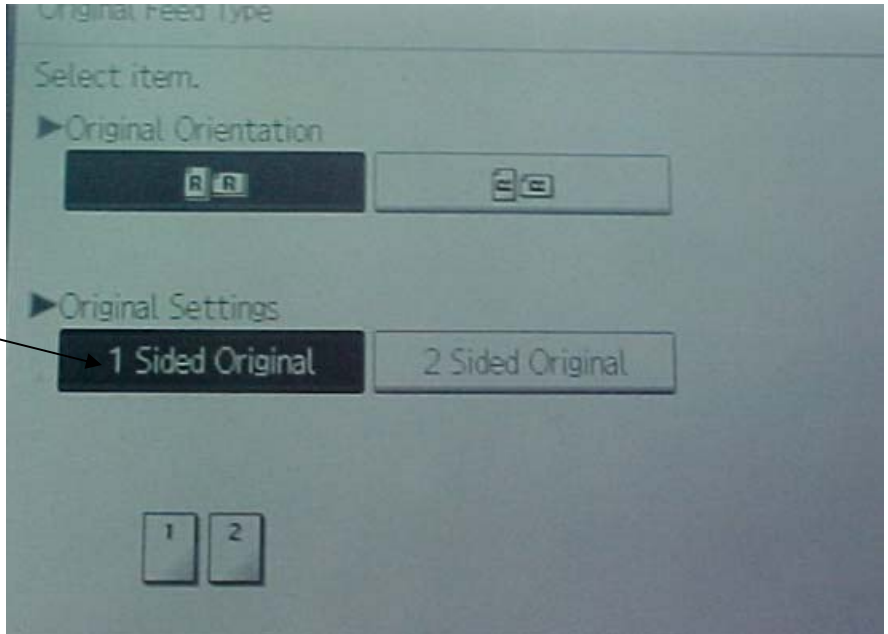 Original Feed Type
Select item.
▶Original Orientation
R R R R
▶Original Settings
1 Sided Original 2 Sided Original
1 2